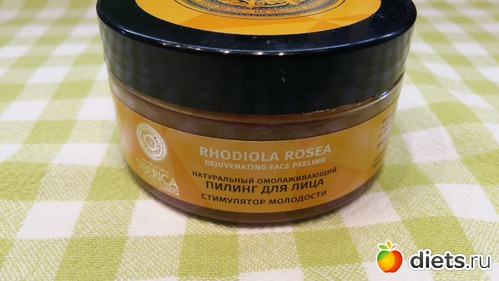 RHODIOLA ROSEA
REJUVENATING FACE PEELING
SIBERICA
НАТУРАЛЬНЫЙ ОМОЛАЖИВАЮЩИЙ
ПИЛИНГ ДЛЯ ЛИЦА
СТИМУЛЯТОР МОЛОДОСТИ
diets.ru